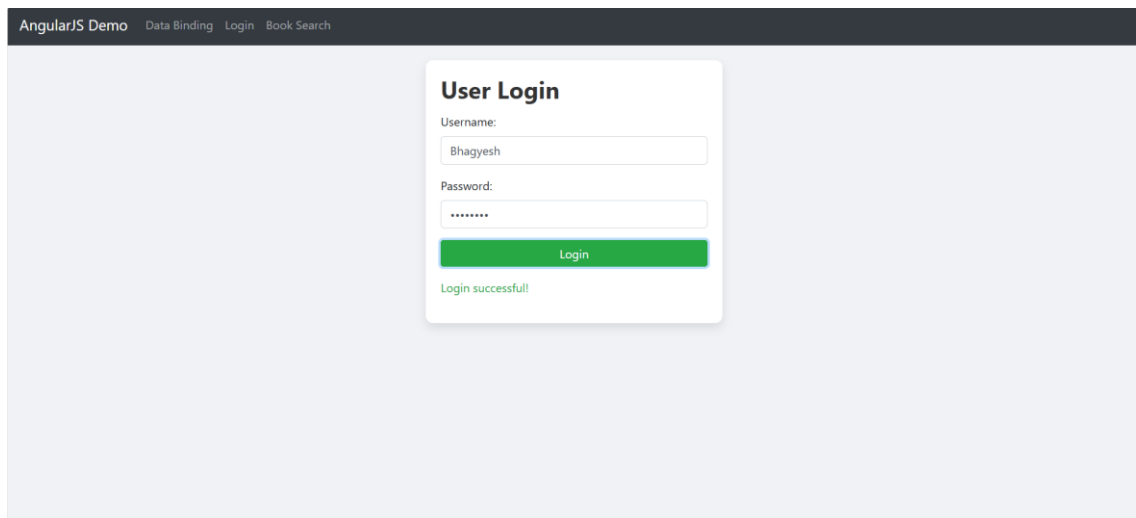 AngularJS Demo Data Binding Login Book Search
User Login
Username:
Bhagyesh
Password:
••••••••
Login
Login successful!